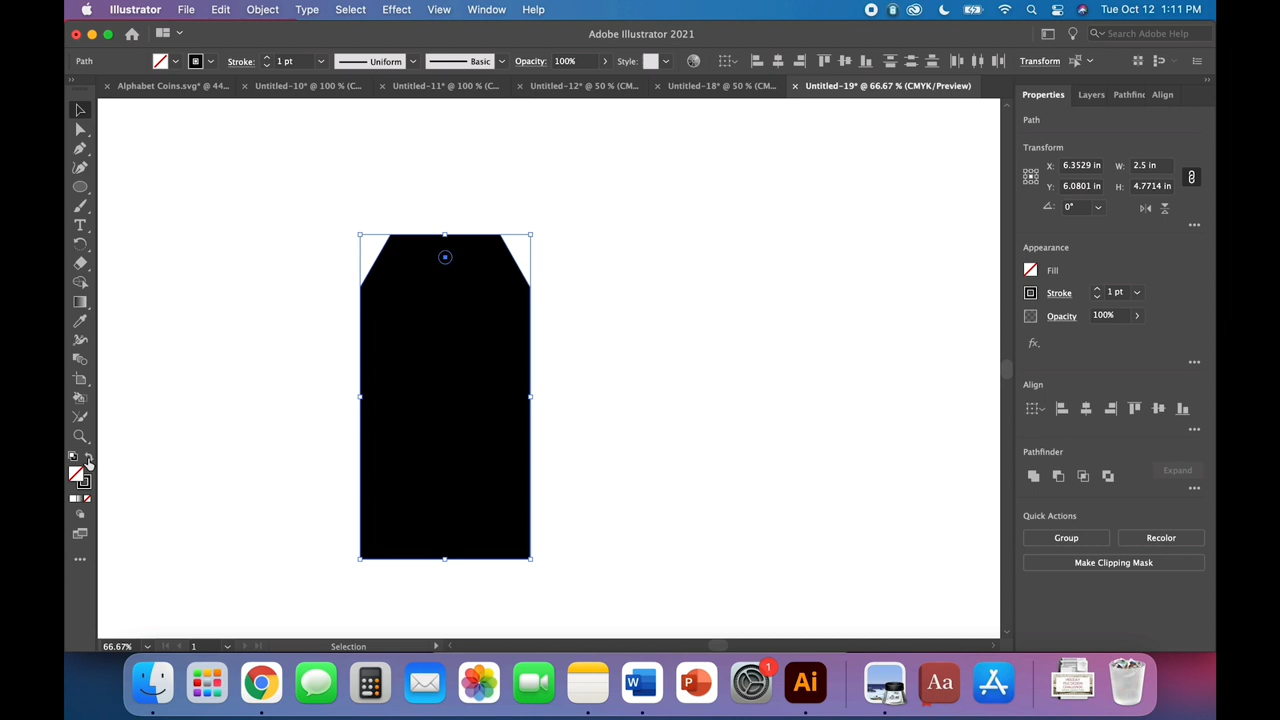 Illustrator File Edit Object Type Select Effect View Window Help Tue Oct 12 1:11 PM
Adobe Illustrator 2021
Search Adobe Help
Path Stroke: 1 pt Uniform Basic Opacity: 100% Style: Transform
Alphabet Coins.svg* @ 44... Untitled-10* @ 100 % (C... Untitled-11* @ 100 % (C... Untitled-12* @ 50 % (CM... Untitled-18* @ 50 % (CM... Untitled-19* @ 66.67 % (CMYK/Preview)
Properties Layers Pathfinc Align
Path
Transform
X: 6.3529 in W: 2.5 in
Y: 6.0801 in H: 4.7714 in
0°
Appearance
Fill
Stroke 1 pt
Opacity 100%
fx.
Align
Pathfinder
Expand
Quick Actions
Group Recolor
Make Clipping Mask
66.67% 1 Selection
1
W P Ai Aa